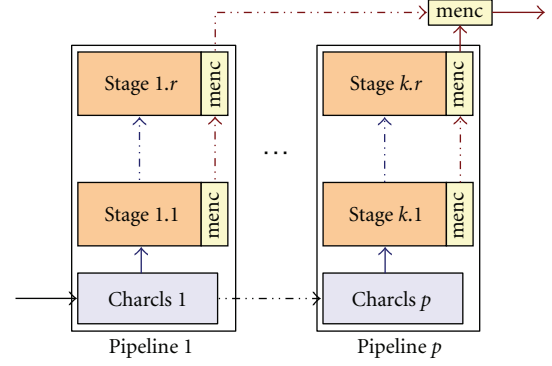 menc
Stage 1.r
menc
Stage k.r
menc
...
Stage 1.1
menc
Stage k.1
menc
Charcls 1
Charcls p
Pipeline 1
Pipeline p